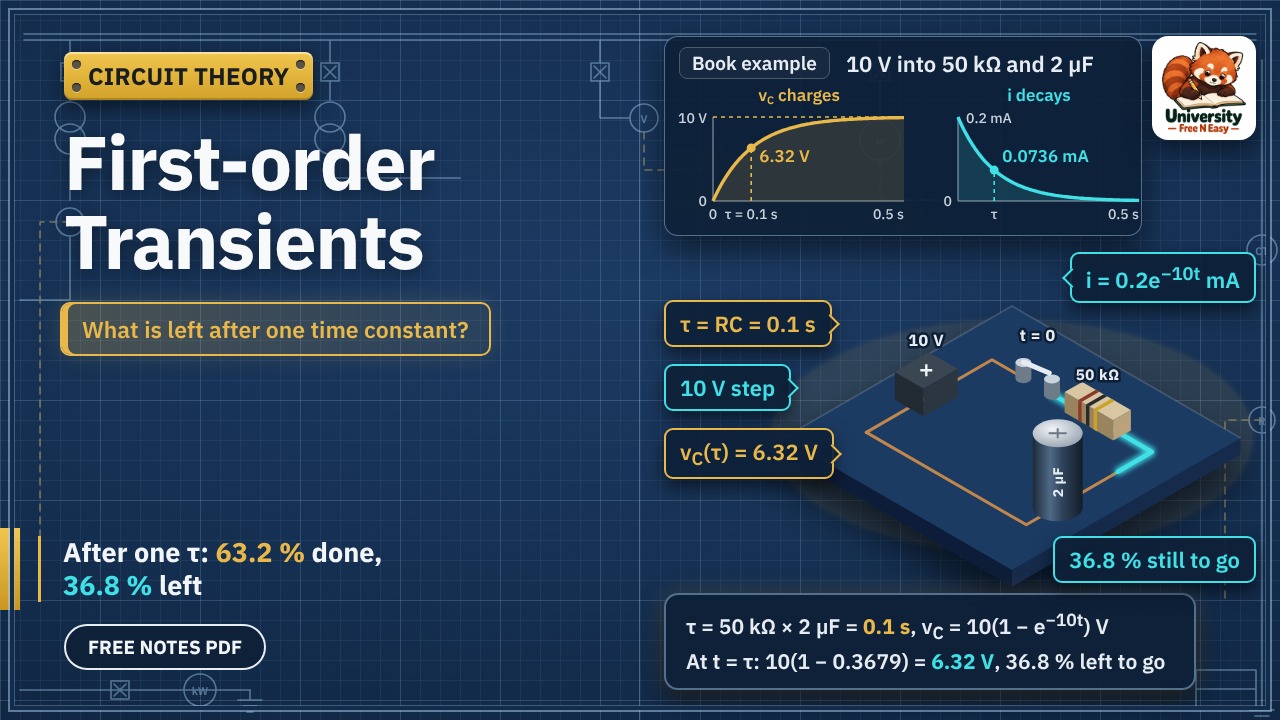 CIRCUIT THEORY
First-order
Transients
What is left after one time constant?
After one τ: 63.2 % done,
36.8 % left
FREE NOTES PDF
Book example
10 V into 50 kΩ and 2 µF
v_C charges
i decays
10 V
0.2 mA
6.32 V
0.0736 mA
0
0
0
τ = 0.1 s
0.5 s
τ
0.5 s
University
Free N Easy
i = 0.2e^−10t mA
τ = RC = 0.1 s
10 V step
v_C(τ) = 6.32 V
10 V
t = 0
+
50 kΩ
2 µF
36.8 % still to go
τ = 50 kΩ × 2 µF = 0.1 s, v_C = 10(1 − e^−10t) V
At t = τ: 10(1 − 0.3679) = 6.32 V, 36.8 % left to go
V
kW